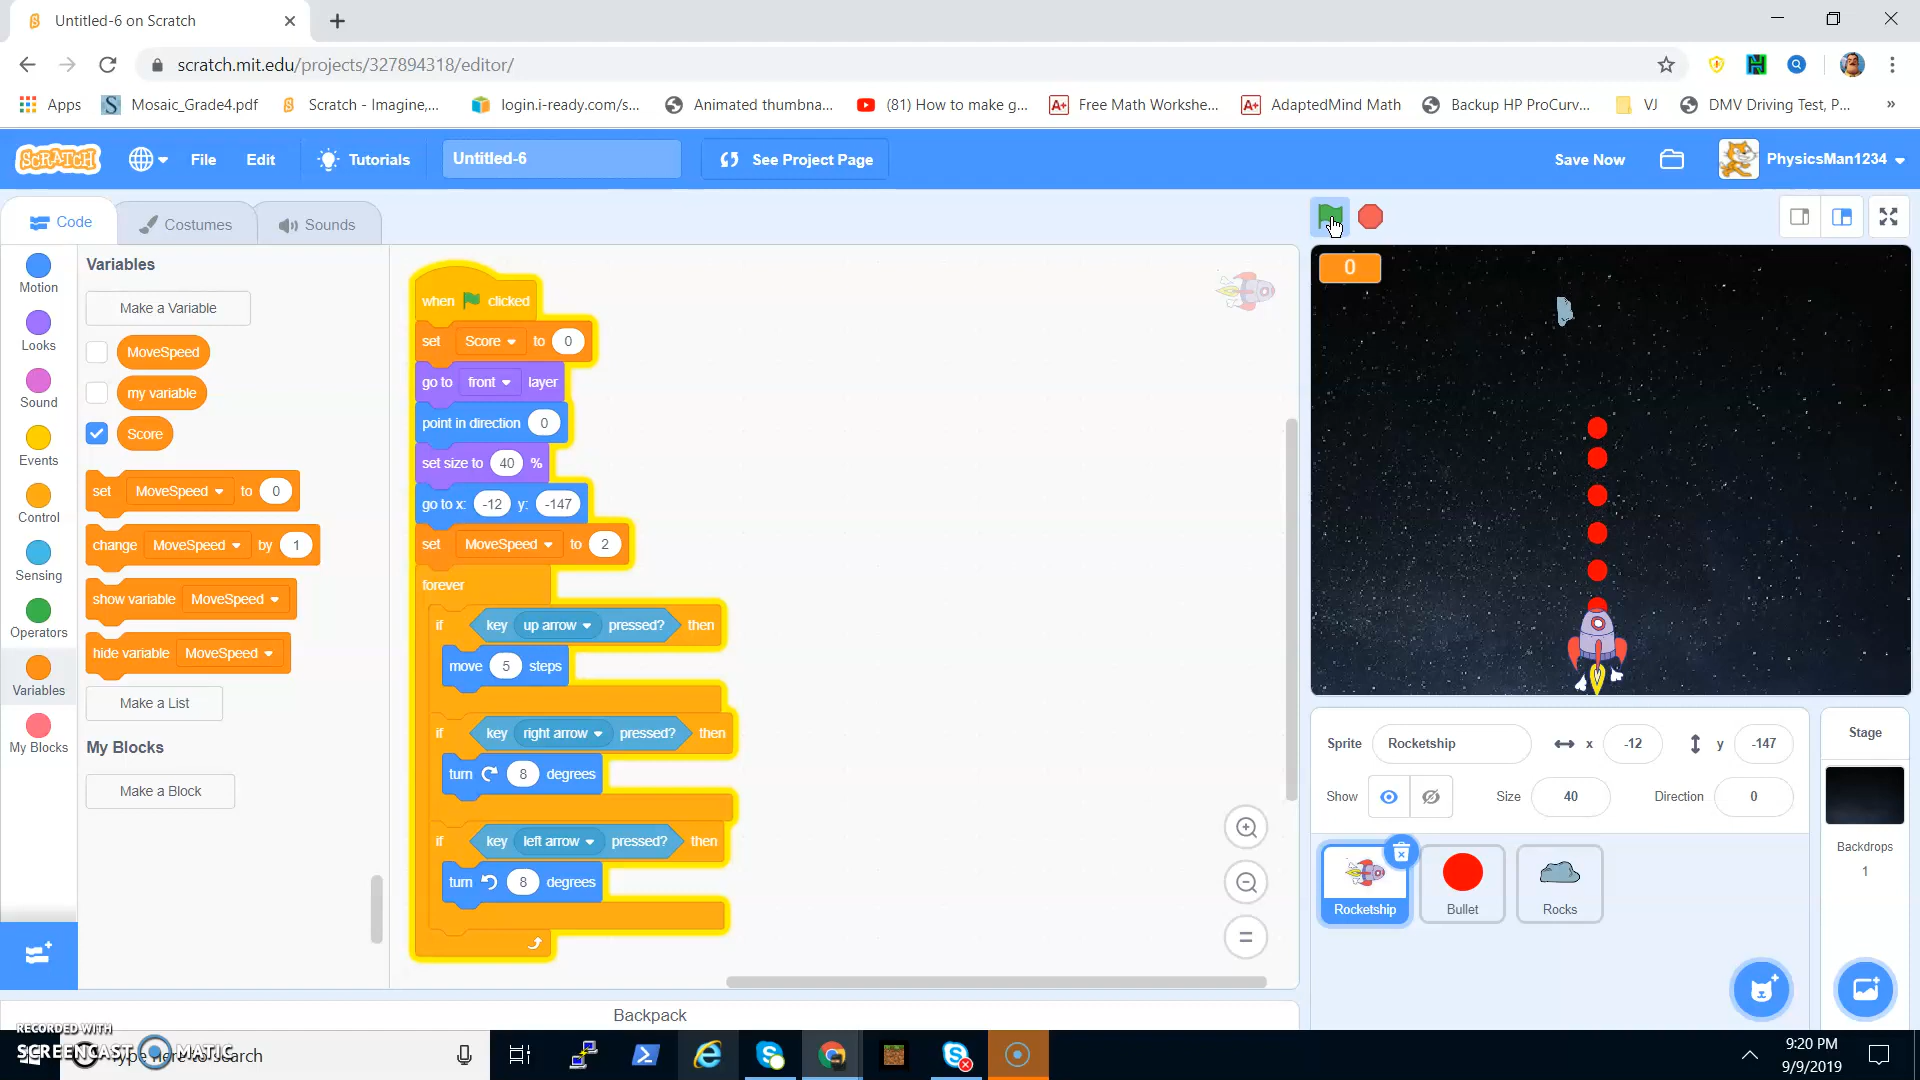 Untitled-6 on Scratch
scratch.mit.edu/projects/327894318/editor/
Apps Mosaic_Grade4.pdf Scratch - Imagine,... login.i-ready.com/s... Animated thumbna... (81) How to make g... Free Math Workshe... AdaptedMind Math Backup HP ProCurv... VJ DMV Driving Test, P... »
SCRATCH File Edit Tutorials Untitled-6 See Project Page Save Now PhysicsMan1234
Code Costumes Sounds
Motion
Looks
Sound
Events
Control
Sensing
Operators
Variables
My Blocks
Variables
Make a Variable
MoveSpeed
my variable
Score
set MoveSpeed to 0
change MoveSpeed by 1
show variable MoveSpeed
hide variable MoveSpeed
Make a List
My Blocks
Make a Block
when clicked
set Score to 0
go to front layer
point in direction 0
set size to 40 %
go to x: -12 y: -147
set MoveSpeed to 2
forever
if key up arrow pressed? then
move 5 steps
if key right arrow pressed? then
turn 8 degrees
if key left arrow pressed? then
turn 8 degrees
Backpack
0
Sprite Rocketship x -12 y -147
Show Size 40 Direction 0
Rocketship Bullet Rocks
Stage
Backdrops
1
RECORDED WITH
SCREENCAST MATIC
Type here to search
9:20 PM
9/9/2019